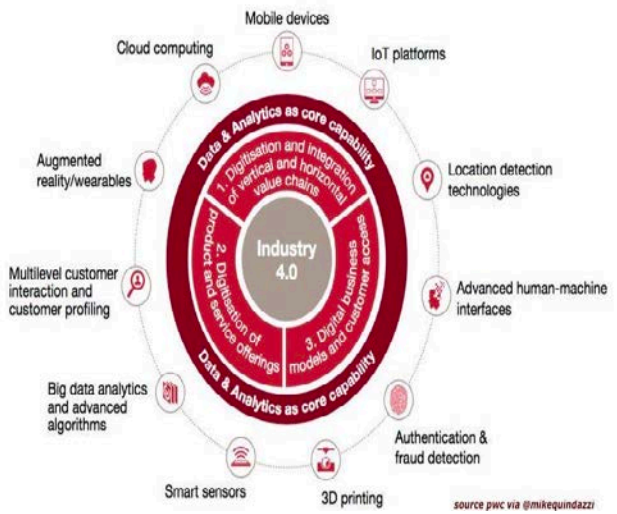 Mobile devices
Cloud computing
IoT platforms
Augmented
reality/wearables
Location detection
technologies
Multilevel customer
interaction and
customer profiling
Advanced human-machine
interfaces
Big data analytics
and advanced
algorithms
Authentication &
fraud detection
Smart sensors
3D printing
Data & Analytics as core capability
1. Digitisation and integration
of vertical and horizontal
value chains
Industry
4.0
2. Digitisation of
product and service offerings
3. Digital business
models and customer access
Data & Analytics as core capability
source pwc via @mikequindazzi